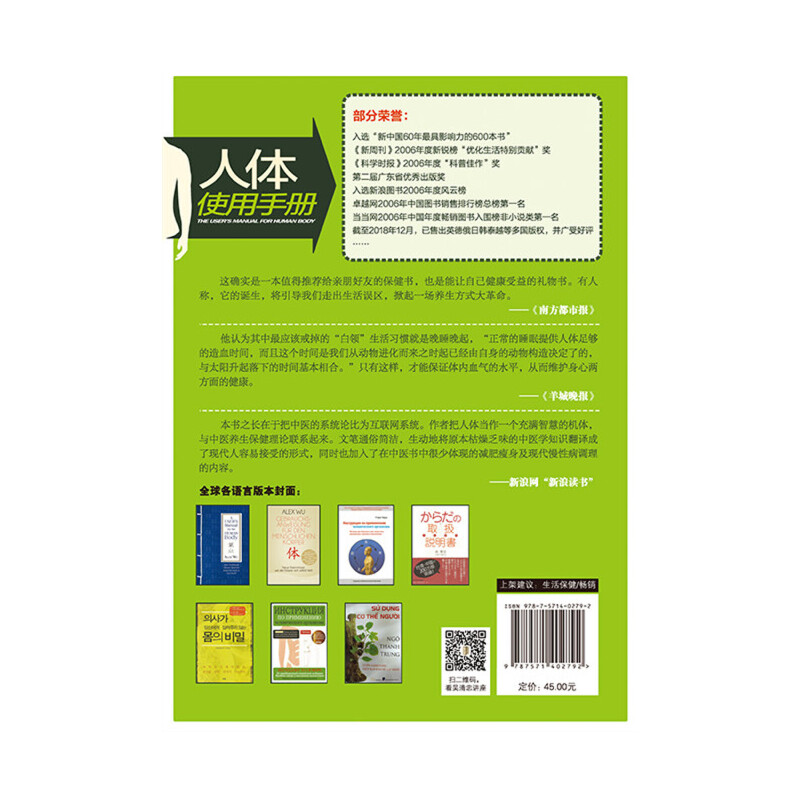 人体
使用手册
THE USER'S MANUAL FOR HUMAN BODY
部分荣誉：
入选“新中国60年最具影响力的600本书”
《新周刊》2006年度新锐榜“优化生活特别贡献”奖
《科学时报》2006年度“科普佳作”奖
第二届广东省优秀出版奖
入选新浪图书2006年度风云榜
卓越网2006年中国图书销售排行榜总榜第一名
当当网2006年中国年度畅销图书入围榜非小说类第一名
截至2018年12月，已售出英德俄日韩泰越等多国版权，并广受好评
……
这确实是一本值得推荐给亲朋好友的保健书，也是能让自己健康受益的礼物书。有人
称，它的诞生，将引导我们走出生活误区，掀起一场养生方式大革命。
——《南方都市报》
他认为其中最应该戒掉的“白领”生活习惯就是晚睡晚起，“正常的睡眠提供人体足够
的造血时间，而且这个时间是我们从动物进化而来之时起已经由自身的动物构造决定了的，
与太阳升起落下的时间基本相合。”只有这样，才能保证体内血气的水平，从而维护身心两
方面的健康。
——《羊城晚报》
本书之长在于把中医的系统论比为互联网系统。作者把人体当作一个充满智慧的机体，
与中医养生保健理论联系起来。文笔通俗简洁，生动地将原本枯燥乏味的中医学知识翻译成
了现代人容易接受的形式，同时也加入了在中医书中很少体现的减肥瘦身及现代慢性病调理
的内容。
——新浪网“新浪读书”
全球各语言版本封面：
ALEX WU
GEBRAUCHS-
ANWEISUNG
FÜR DEN
MENSCHLICHEN
KÖRPER
体
からだの
取扱
説明書
의사가
몸의 비밀
ИНСТРУКЦИЯ
ПО ПРИМЕНЕНИЮ
SỬ DỤNG
CƠ THỂ NGƯỜI
NGÔ
THANH
TRUNG
扫二维码，
看吴清忠讲座
上架建议：生活保健/畅销
ISBN 978-7-5714-0279-2
9 787571 402792 >
定价：45.00元